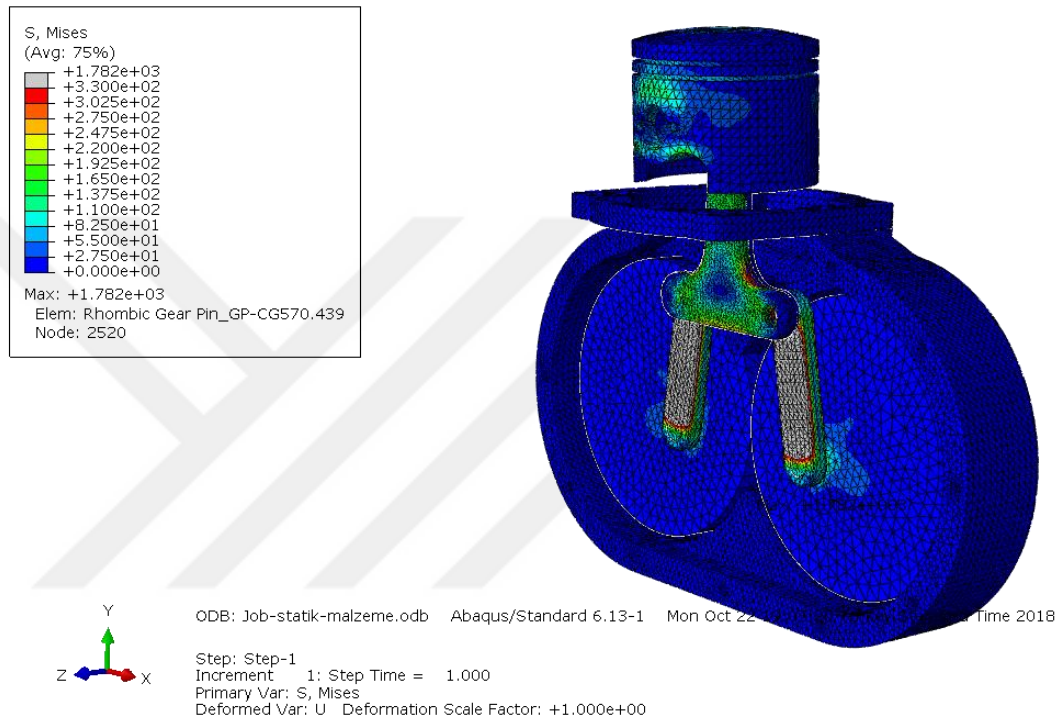 S, Mises
(Avg: 75%)
+1.782e+03
+3.300e+02
+3.025e+02
+2.750e+02
+2.475e+02
+2.200e+02
+1.925e+02
+1.650e+02
+1.375e+02
+1.100e+02
+8.250e+01
+5.500e+01
+2.750e+01
+0.000e+00
Max: +1.782e+03
Elem: Rhombic Gear Pin_GP-CG570.439
Node: 2520
Y
Z
X
ODB: Job-statik-malzeme.odb Abaqus/Standard 6.13-1 Mon Oct 22 Time 2018
Step: Step-1
Increment 1: Step Time = 1.000
Primary Var: S, Mises
Deformed Var: U Deformation Scale Factor: +1.000e+00